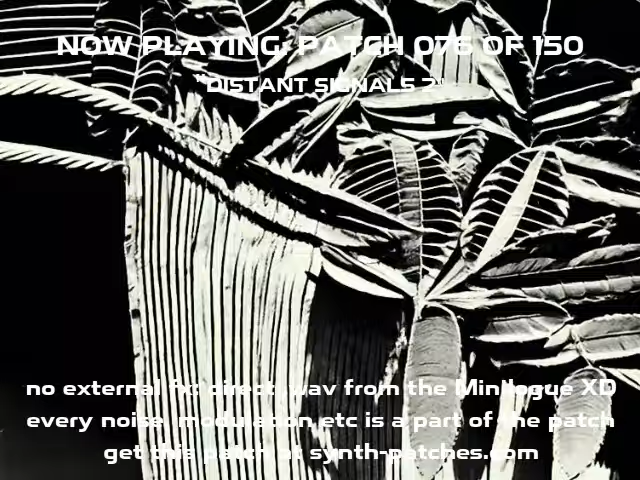 NOW PLAYING: PATCH 076 OF 150
"DISTANT SIGNALS 2"
no external fx: direct .wav from the Minilogue XD
every noise, modulation etc is a part of the patch
get this patch at synth-patches.com